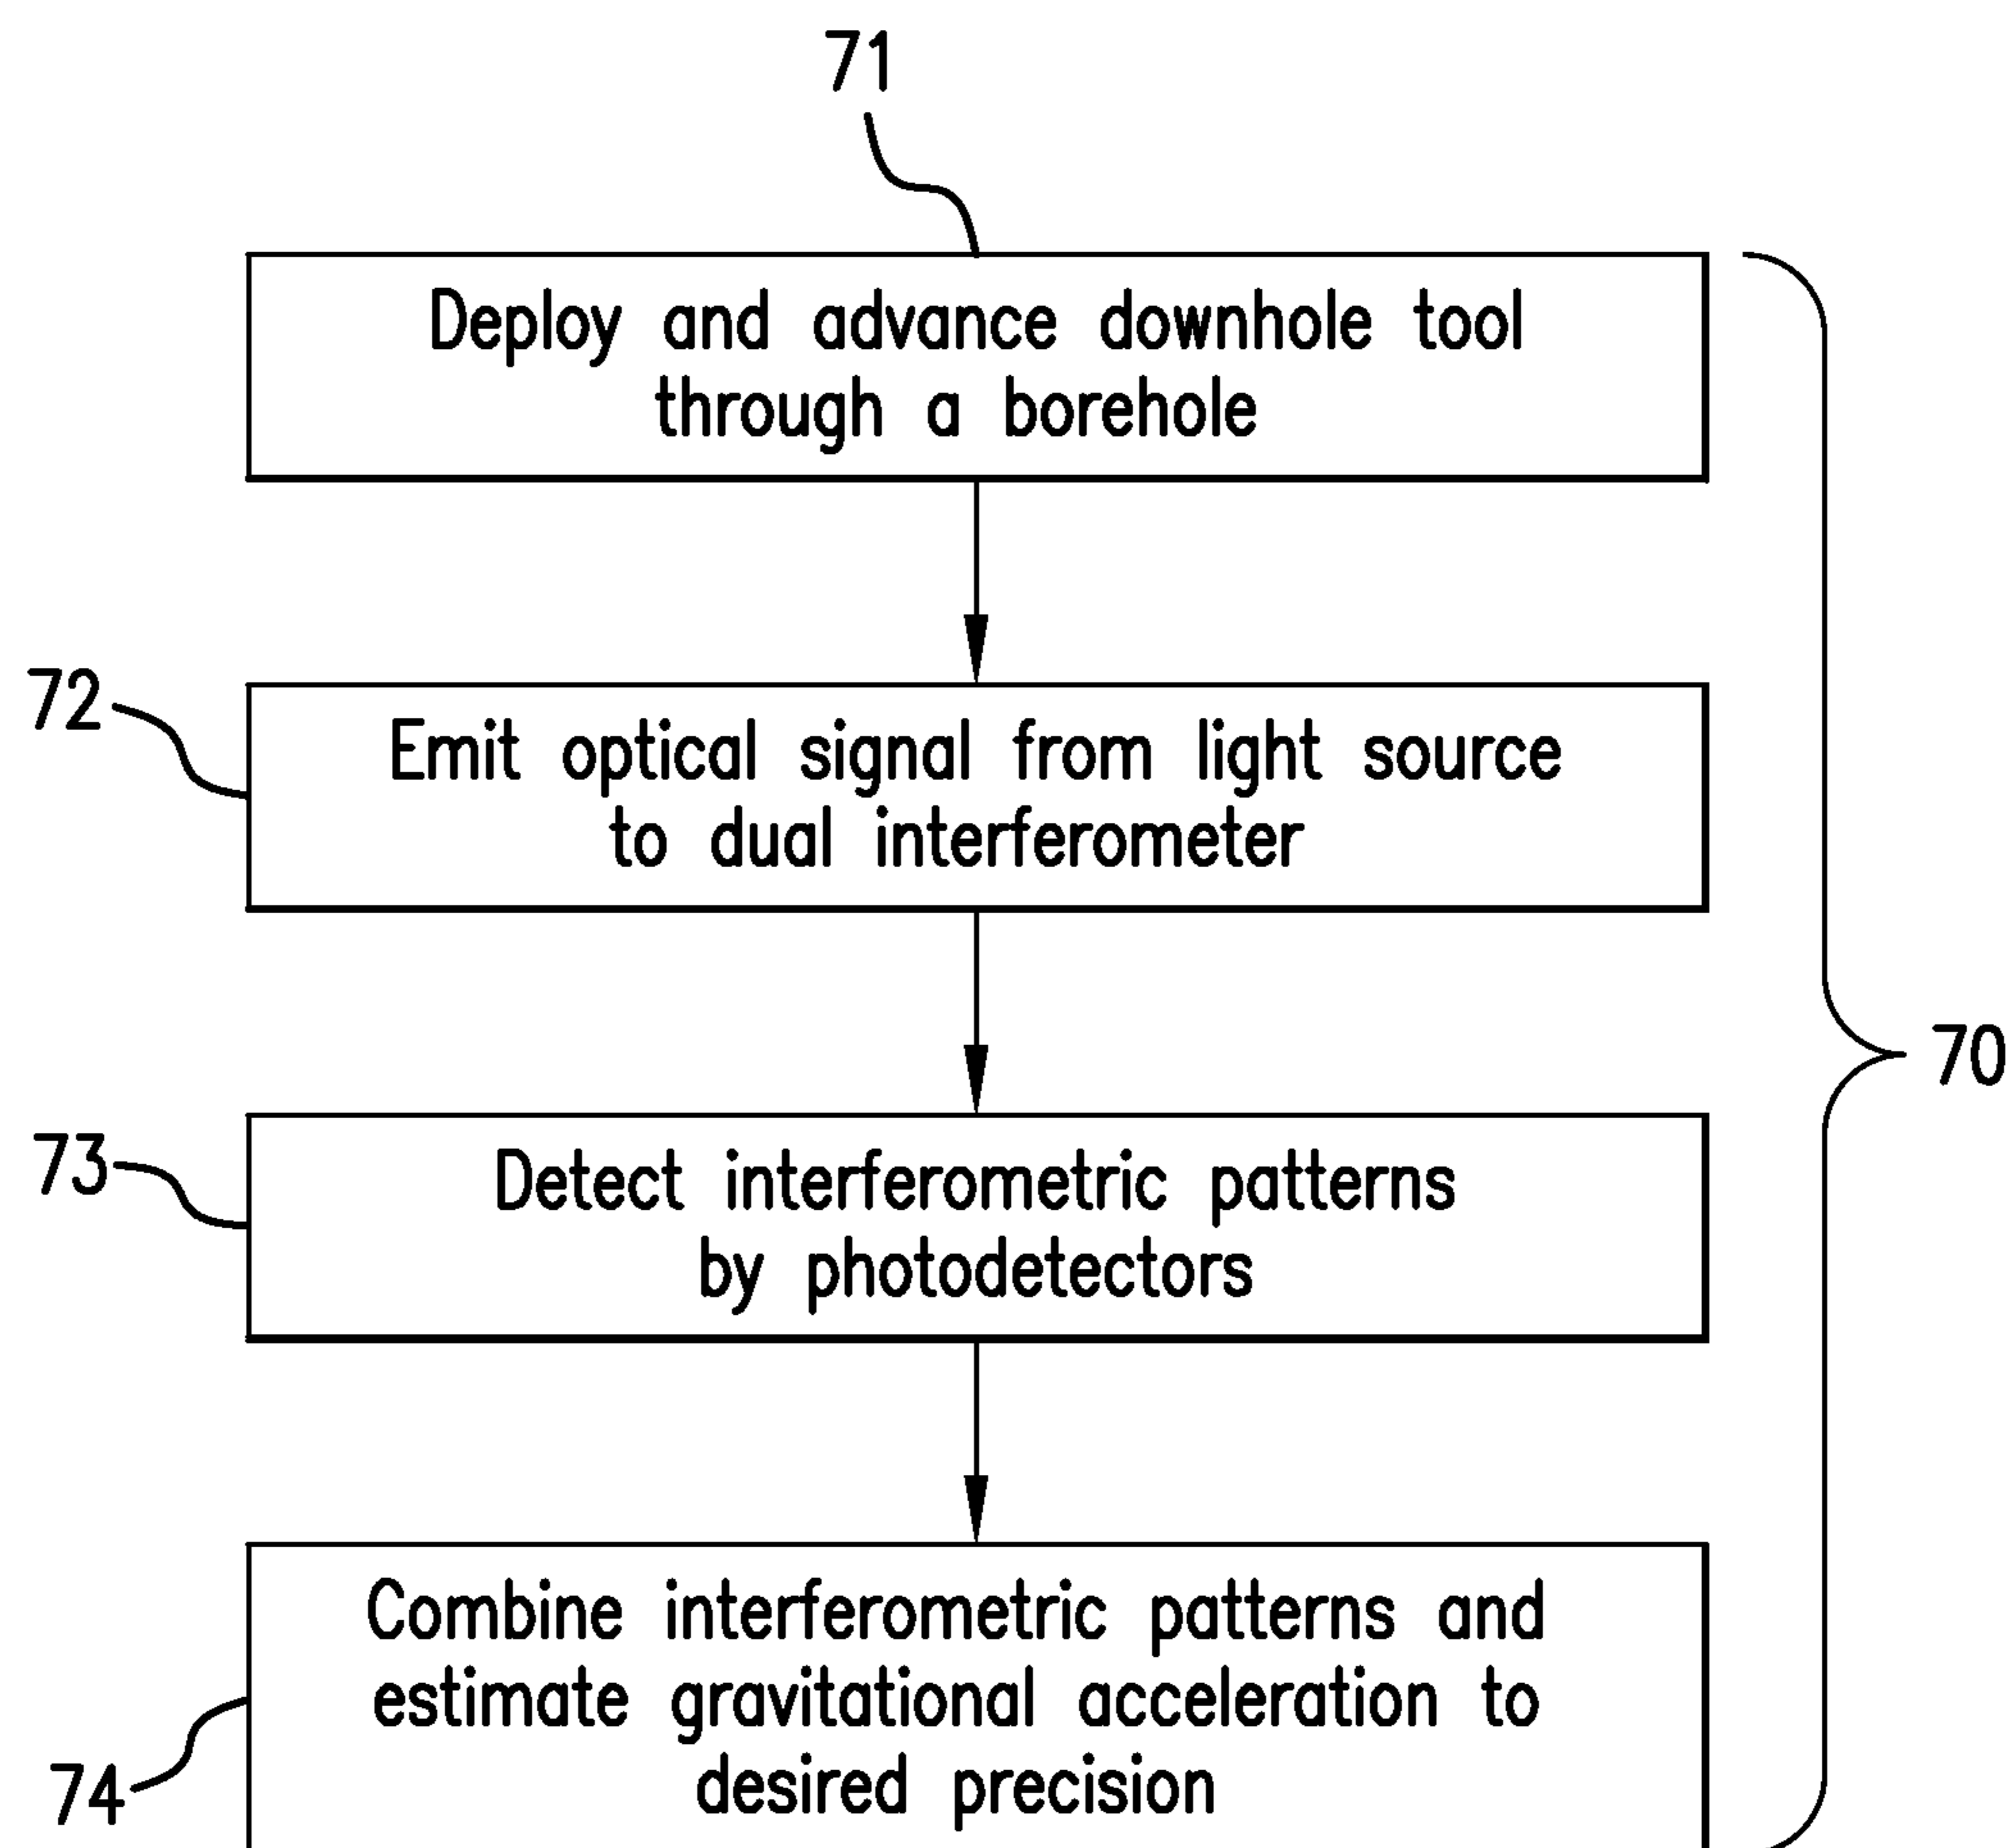 71
Deploy and advance downhole tool
through a borehole
72
Emit optical signal from light source
to dual interferometer
70
73
Detect interferometric patterns
by photodetectors
Combine interferometric patterns and
estimate gravitational acceleration to
desired precision
74